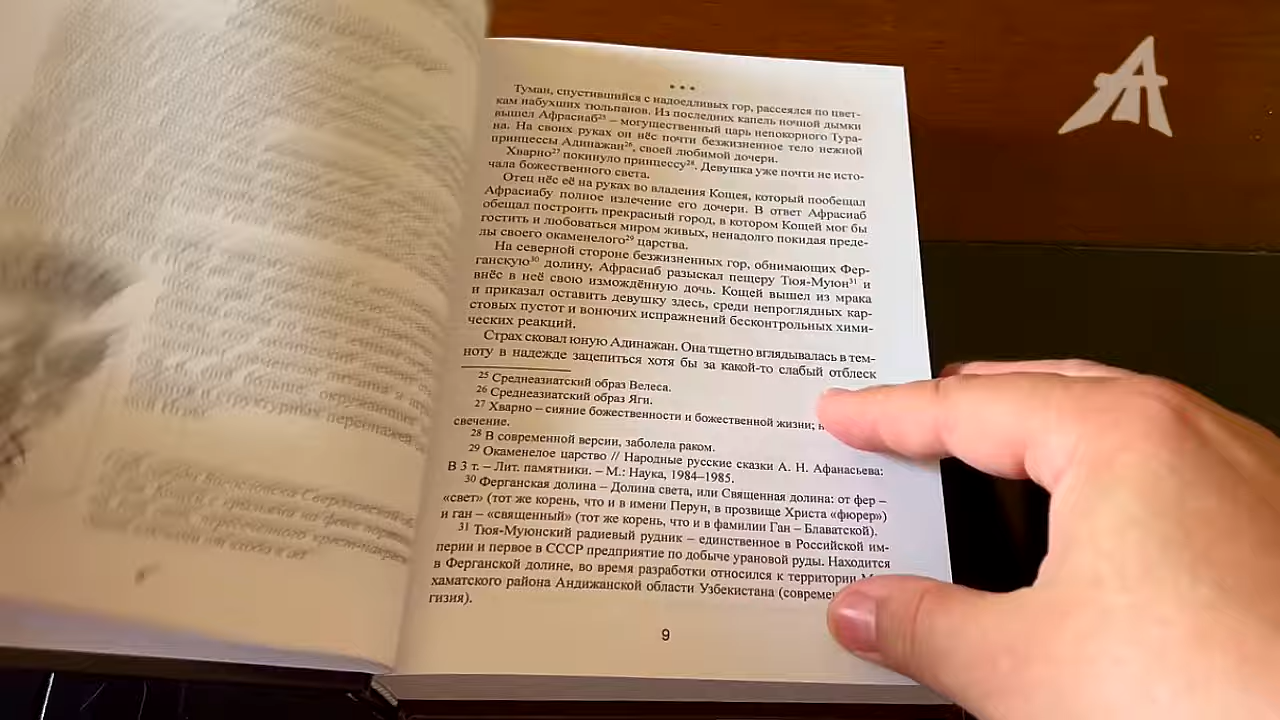 • • •
Туман, спустившийся с надоедливых гор, рассеялся по цвет-
кам набухших тюльпанов. Из последних капель ночной дымки
вышел Афрасиаб²⁵ – могущественный царь непокорного Тура-
на. На своих руках он нёс почти безжизненное тело нежной
принцессы Адинажан²⁶, своей любимой дочери.
Хварно²⁷ покинуло принцессу²⁸. Девушка уже почти не исто-
чала божественного света.
Отец нёс её на руках во владения Кощея, который пообещал
Афрасиабу полное излечение его дочери. В ответ Афрасиаб
обещал построить прекрасный город, в котором Кощей мог бы
гостить и любоваться миром живых, ненадолго покидая преде-
лы своего окаменелого²⁹ царства.
На северной стороне безжизненных гор, обнимающих Фер-
ганскую³⁰ долину, Афрасиаб разыскал пещеру Тюя-Муюн³¹ и
внёс в неё свою измождённую дочь. Кощей вышел из мрака
и приказал оставить девушку здесь, среди непроглядных кар-
стовых пустот и вонючих испражнений бесконтрольных хими-
ческих реакций.
Страх сковал юную Адинажан. Она тщетно вглядывалась в тем-
ноту в надежде зацепиться хотя бы за какой-то слабый отблеск
25 Среднеазиатский образ Велеса.
26 Среднеазиатский образ Яги.
27 Хварно – сияние божественности и божественной жизни;
свечение.
28 В современной версии, заболела раком.
29 Окаменелое царство // Народные русские сказки А. Н. Афанасьева:
В 3 т. – Лит. памятники. – М.: Наука, 1984–1985.
30 Ферганская долина – Долина света, или Священная долина: от фер –
«свет» (тот же корень, что и в имени Перун, в прозвище Христа «фюрер»)
и ган – «священный» (тот же корень, что и в фамилии Ган – Блаватской).
31 Тюя-Муюнский радиевый рудник – единственное в Российской им-
перии и первое в СССР предприятие по добыче урановой руды. Находится
в Ферганской долине, во время разработки относился к территории
хаматского района Андижанской области Узбекистана (современ
гизия).
9